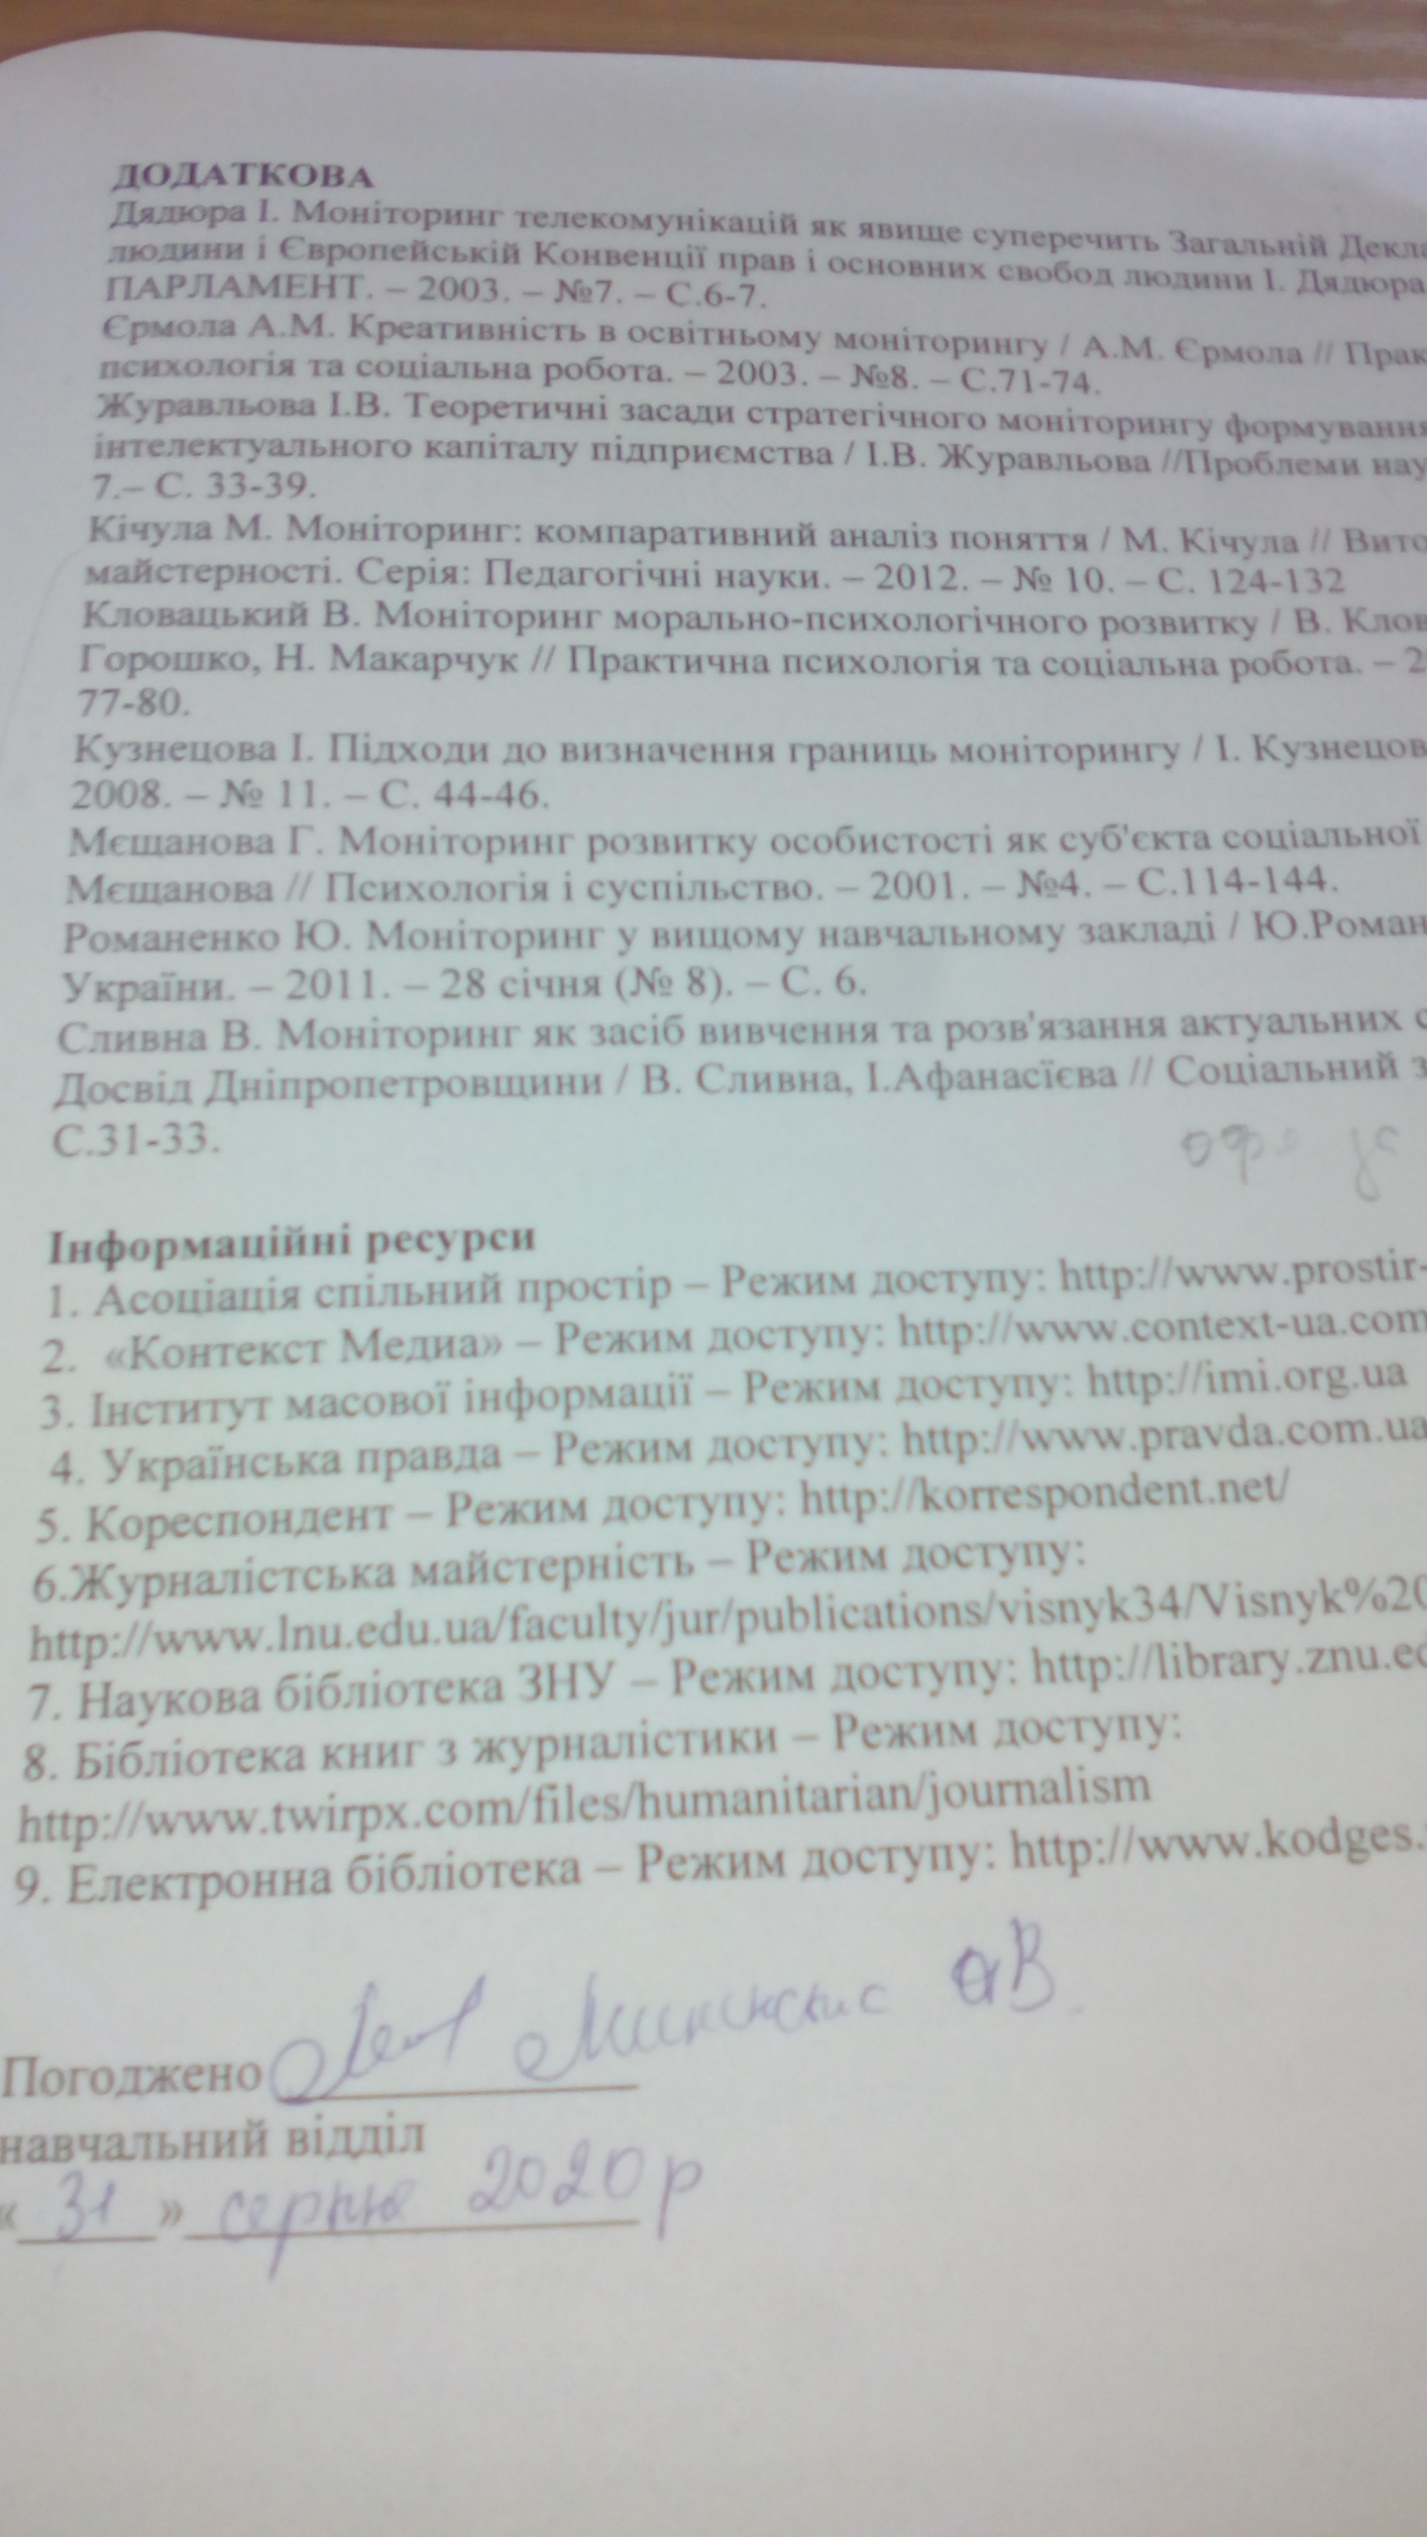 ДОДАТКОВА
Дядюра І. Моніторинг телекомунікацій як явище суперечить Загальній Декла
людини і Європейській Конвенції прав і основних свобод людини І. Дядюра
ПАРЛАМЕНТ. – 2003. – №7. – С.6-7.
Єрмола А.М. Креативність в освітньому моніторингу / А.М. Єрмола // Прак
психологія та соціальна робота. – 2003. – №8. – С.71-74.
Журавльова І.В. Теоретичні засади стратегічного моніторингу формування
інтелектуального капіталу підприємства / І.В. Журавльова //Проблеми нау
7.– С. 33-39.
Кічула М. Моніторинг: компаративний аналіз поняття / М. Кічула // Вито
майстерності. Серія: Педагогічні науки. – 2012. – № 10. – С. 124-132
Кловацький В. Моніторинг морально-психологічного розвитку / В. Клов
Горошко, Н. Макарчук // Практична психологія та соціальна робота. – 2
77-80.
Кузнецова І. Підходи до визначення границь моніторингу / І. Кузнецов
2008. – № 11. – С. 44-46.
Мєщанова Г. Моніторинг розвитку особистості як суб'єкта соціальної
Мєщанова // Психологія і суспільство. – 2001. – №4. – С.114-144.
Романенко Ю. Моніторинг у вищому навчальному закладі / Ю.Роман
України. – 2011. – 28 січня (№ 8). – С. 6.
Сливна В. Моніторинг як засіб вивчення та розв'язання актуальних с
Досвід Дніпропетровщини / В. Сливна, І.Афанасїєва // Соціальний з
С.31-33.
Інформаційні ресурси
1. Асоціація спільний простір – Режим доступу: http://www.prostir-
2. «Контекст Медиа» – Режим доступу: http://www.context-ua.com
3. Інститут масової інформації – Режим доступу: http://imi.org.ua
4. Українська правда – Режим доступу: http://www.pravda.com.ua
5. Кореспондент – Режим доступу: http://korrespondent.net/
6.Журналістська майстерність – Режим доступу:
http://www.lnu.edu.ua/faculty/jur/publications/visnyk34/Visnyk%20
7. Наукова бібліотека ЗНУ – Режим доступу: http://library.znu.ed
8. Бібліотека книг з журналістики – Режим доступу:
http://www.twirpx.com/files/humanitarian/journalism
9. Електронна бібліотека – Режим доступу: http://www.kodges.
Погоджено
навчальний відділ
« 31 » серпня 2020 р